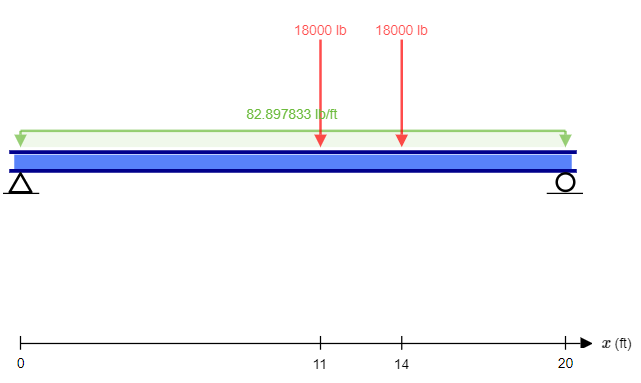 18000 lb 18000 lb
82.897833 lb/ft
x (ft)
0 11 14 20